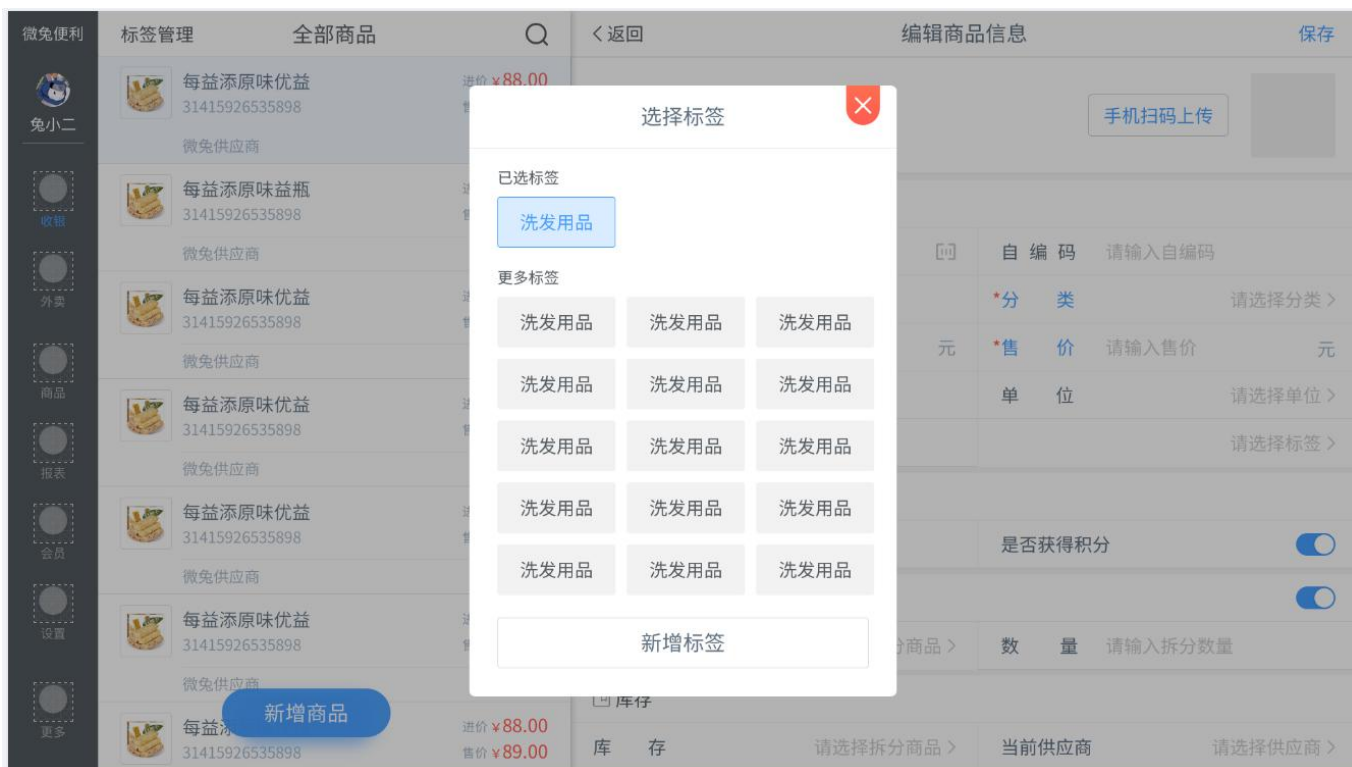 微兔便利
兔小二
收银
外卖
商品
报表
会员
设置
更多
标签管理
全部商品
每益添原味优益
31415926535898
进价 ¥88.00
微兔供应商
每益添原味益瓶
31415926535898
微兔供应商
每益添原味优益
31415926535898
微兔供应商
每益添原味优益
31415926535898
微兔供应商
每益添原味优益
31415926535898
微兔供应商
每益添原味优益
31415926535898
微兔供应商
每益添
31415926535898
进价 ¥88.00
售价 ¥89.00
新增商品
选择标签
已选标签
洗发用品
更多标签
洗发用品 洗发用品 洗发用品
洗发用品 洗发用品 洗发用品
洗发用品 洗发用品 洗发用品
洗发用品 洗发用品 洗发用品
洗发用品 洗发用品 洗发用品
新增标签
<返回
编辑商品信息
保存
手机扫码上传
自编码 请输入自编码
*分类 请选择分类 >
元
*售价 请输入售价 元
单位 请选择单位 >
请选择标签 >
是否获得积分
分商品 >
数量 请输入拆分数量
库存
库存 请选择拆分商品 >
当前供应商 请选择供应商 >